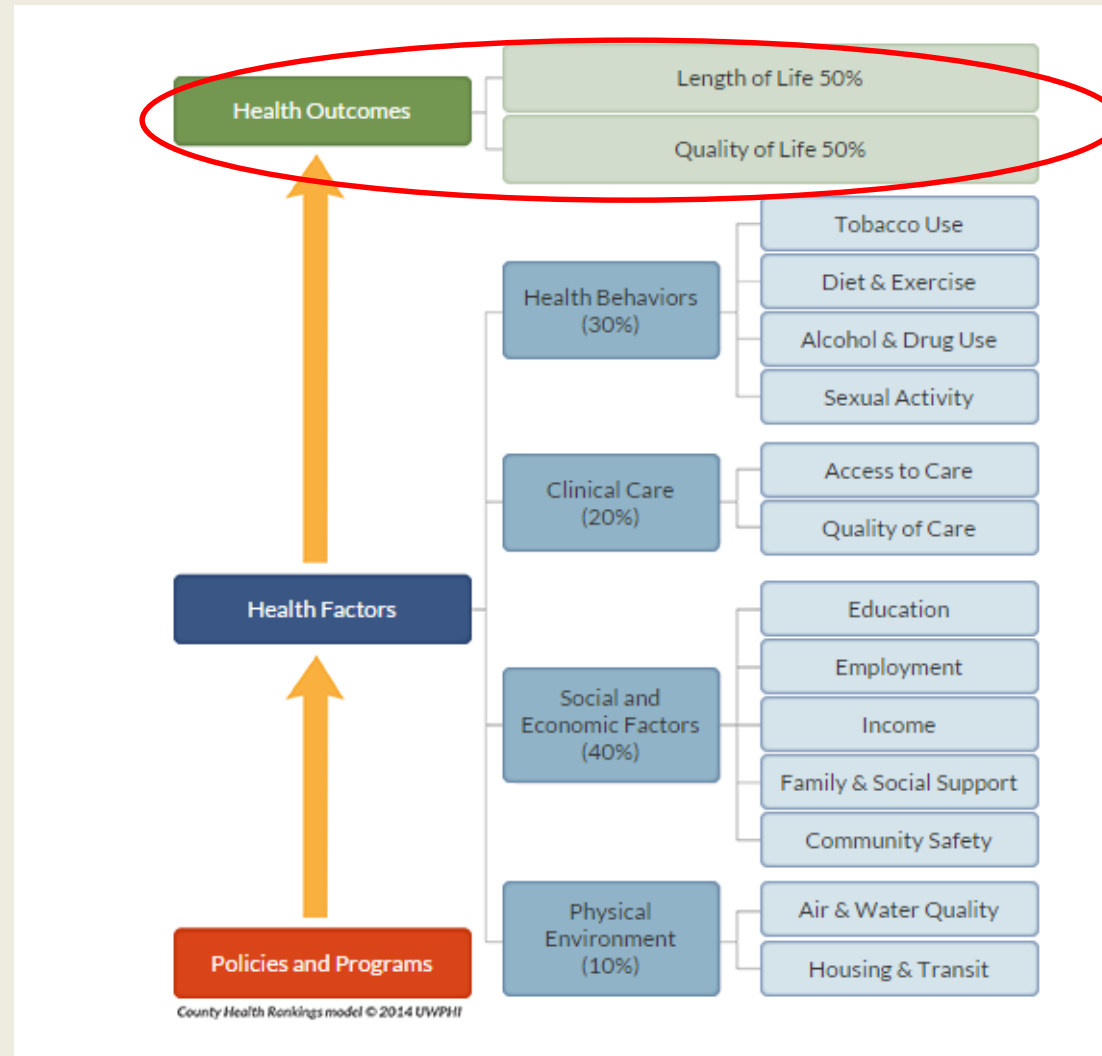 Health Outcomes
Length of Life 50%
Quality of Life 50%
Health Factors
Health Behaviors
(30%)
Tobacco Use
Diet & Exercise
Alcohol & Drug Use
Sexual Activity
Clinical Care
(20%)
Access to Care
Quality of Care
Social and
Economic Factors
(40%)
Education
Employment
Income
Family & Social Support
Community Safety
Physical
Environment
(10%)
Air & Water Quality
Housing & Transit
Policies and Programs
County Health Rankings model © 2014 UWPHI